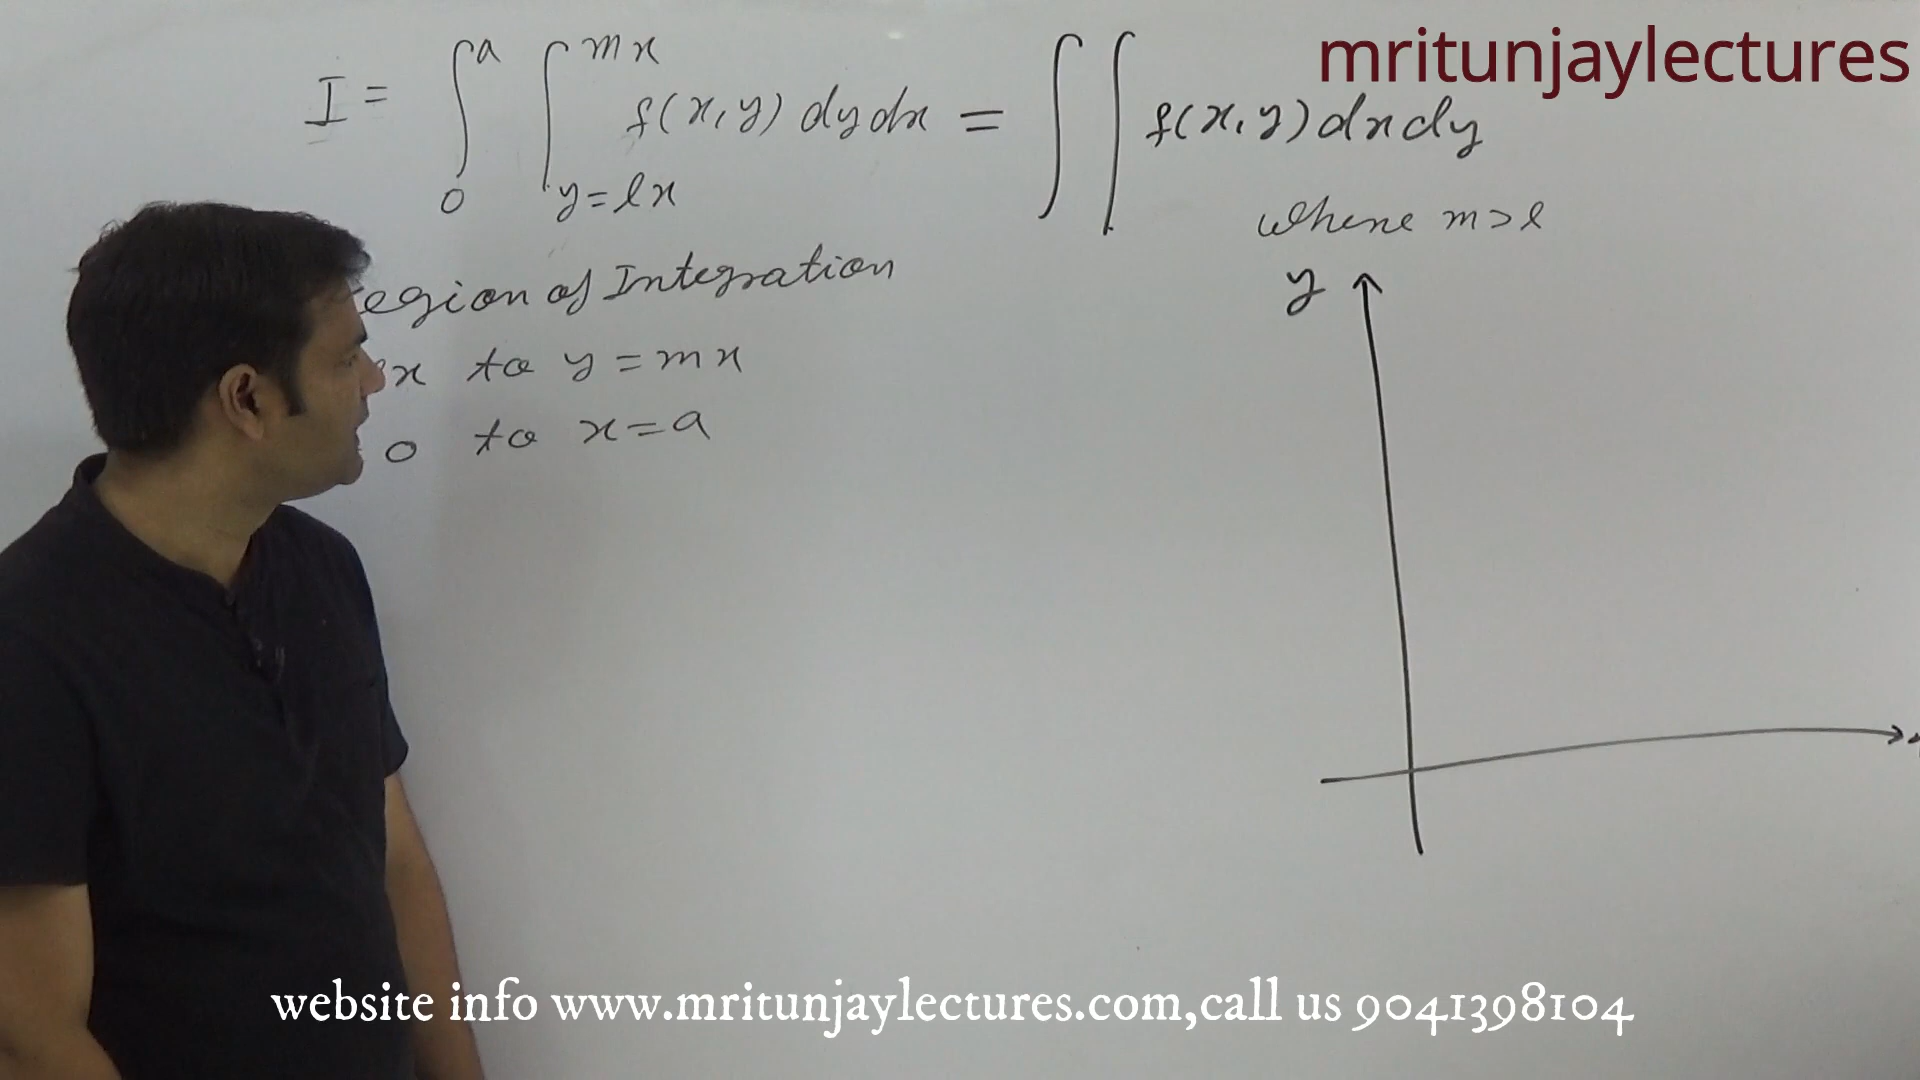 mritunjaylectures
I = ∫₀ᵃ ∫_{y=lx}^{mx} f(x,y) dy dx = ∫∫ f(x,y) dx dy
where m>l
egion of Integration
x to y = mx
0 to x = a
y
website info www.mritunjaylectures.com,call us 9041398104